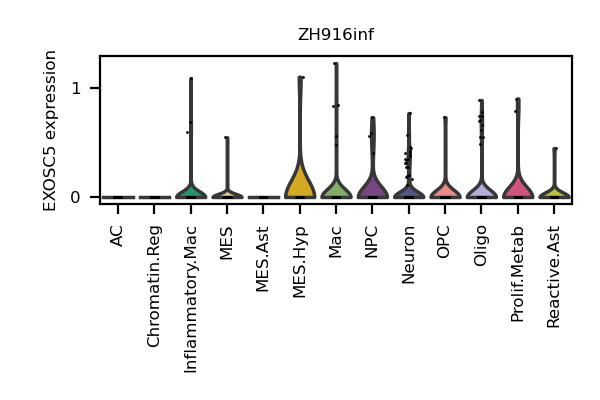 ZH916inf
EXOSC5 expression
1
0
AC
Chromatin.Reg
Inflammatory.Mac
MES
MES.Ast
MES.Hyp
Mac
NPC
Neuron
OPC
Oligo
Prolif.Metab
Reactive.Ast